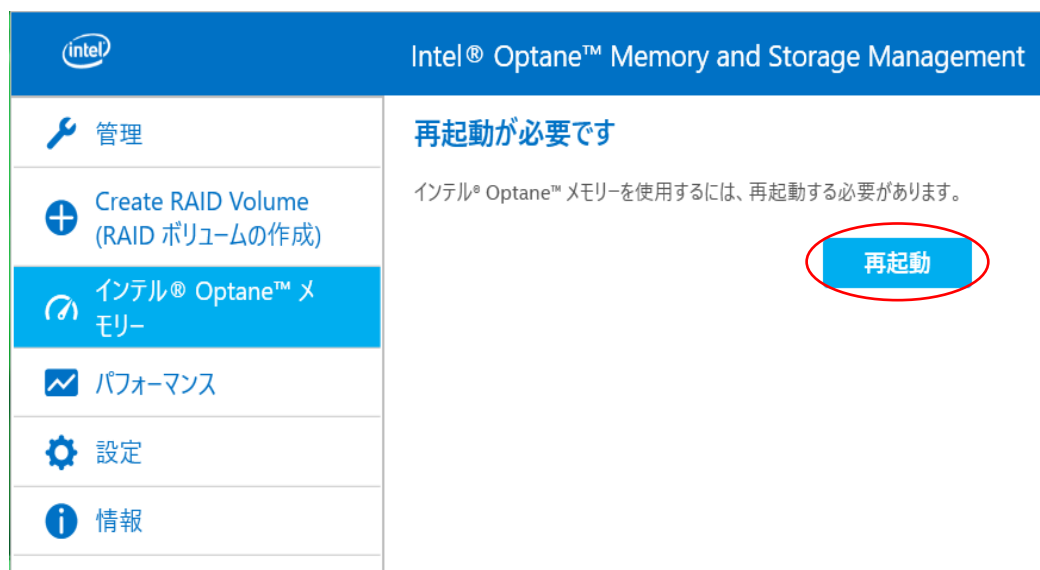 intel
Intel® Optane™ Memory and Storage Management
管理
Create RAID Volume
(RAID ボリュームの作成)
インテル® Optane™ メ
モリー
パフォーマンス
設定
情報
再起動が必要です
インテル® Optane™ メモリーを使用するには、再起動する必要があります。
再起動